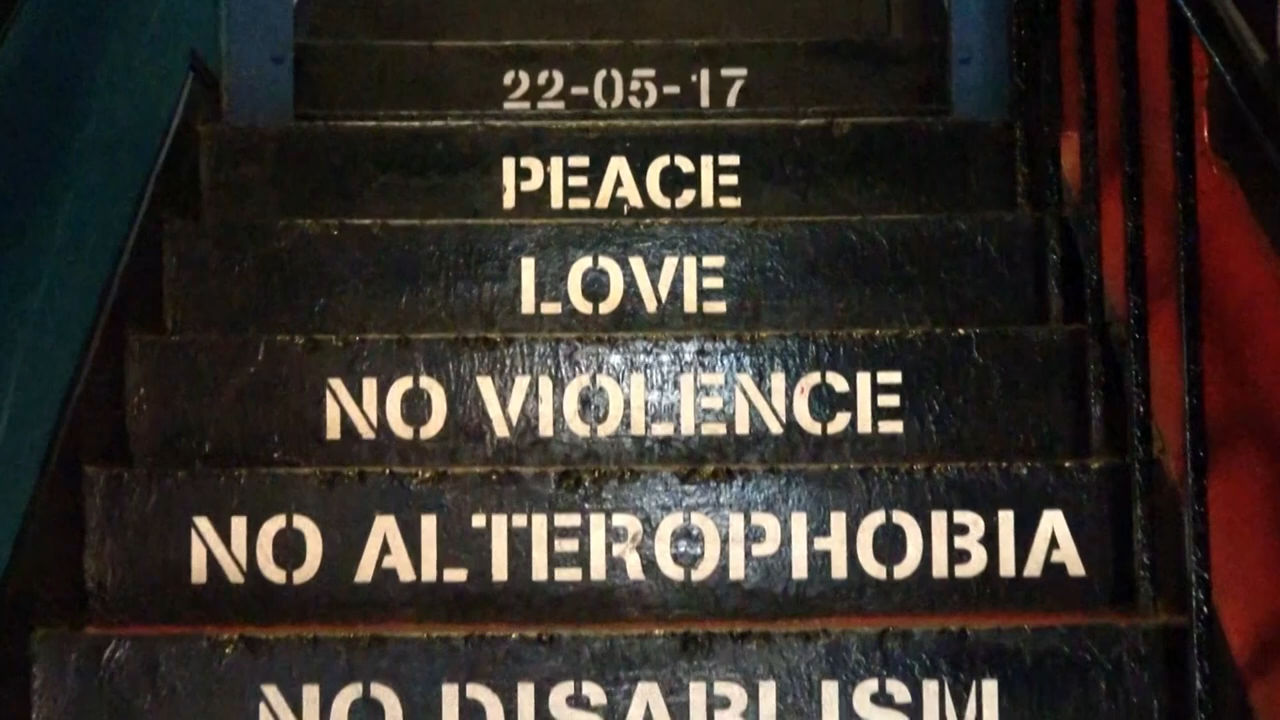 22-05-17
PEACE
LOVE
NO VIOLENCE
NO ALTEROPHOBIA
NO DISABLISM